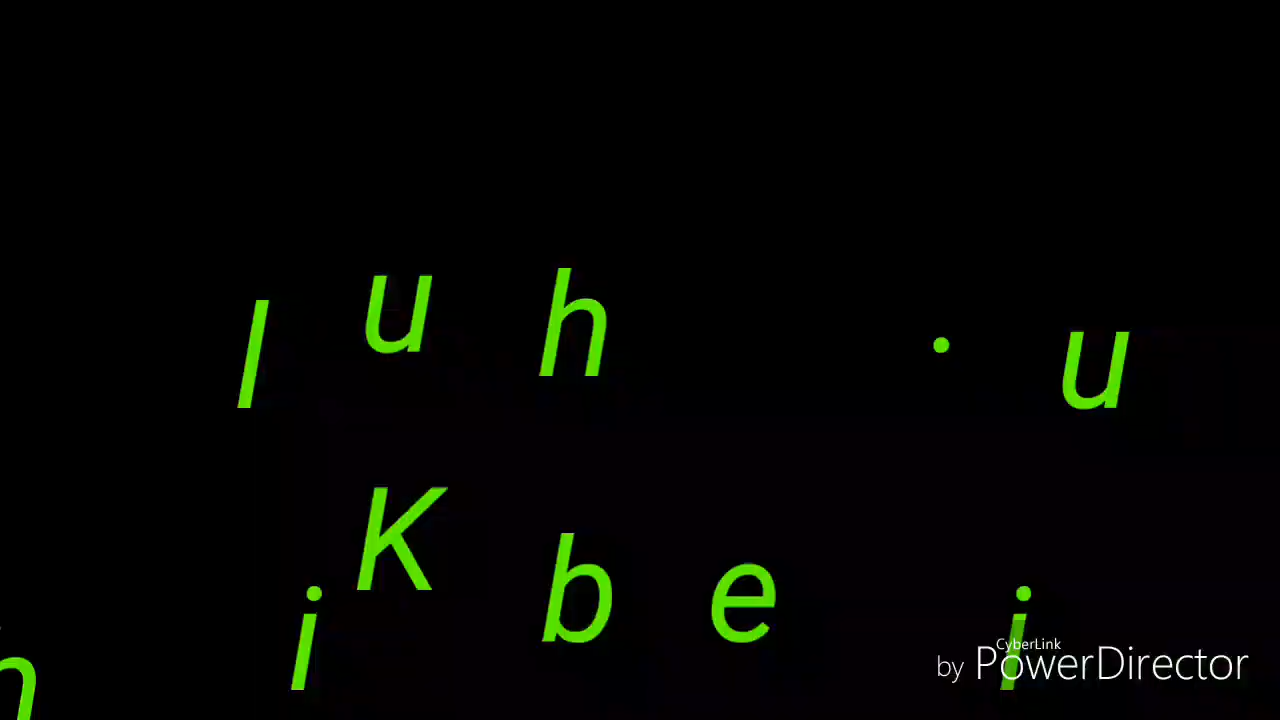 l u h . u
K b e
i i
CyberLink
by PowerDirector